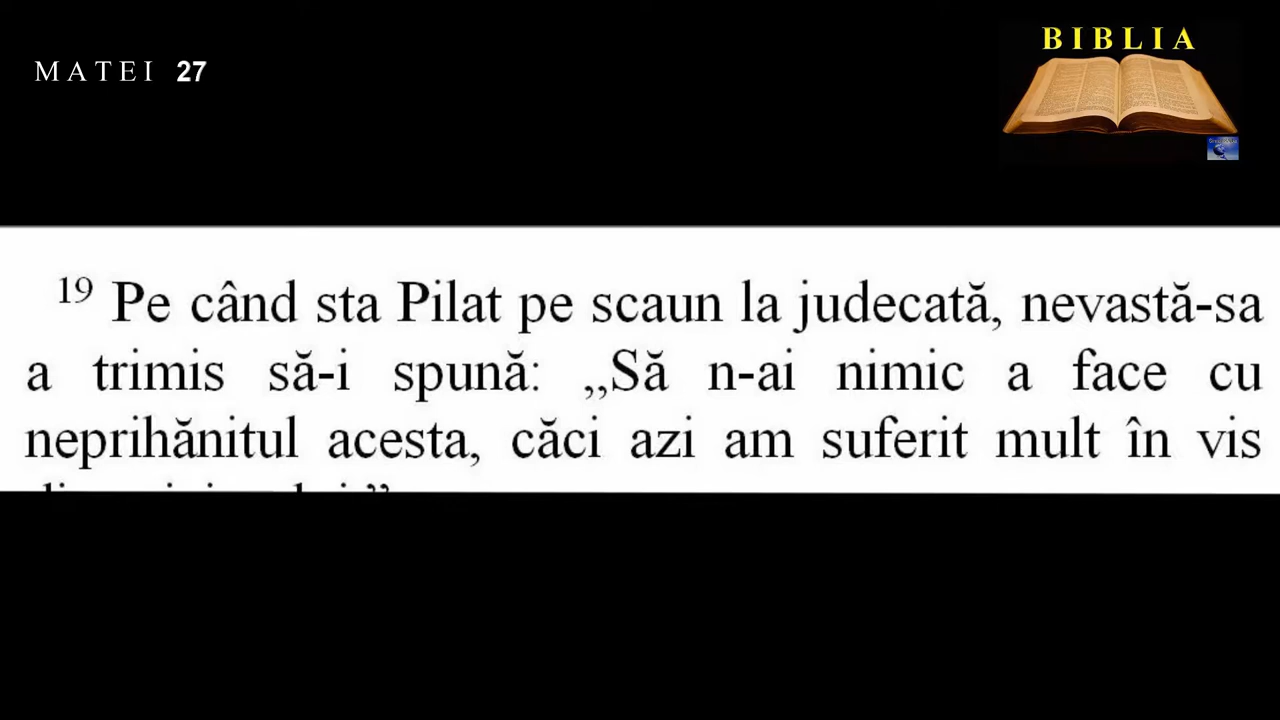 MATEI 27
BIBLIA
19 Pe când sta Pilat pe scaun la judecată, nevastă-sa
a trimis să-i spună: „Să n-ai nimic a face cu
neprihănitul acesta, căci azi am suferit mult în vis